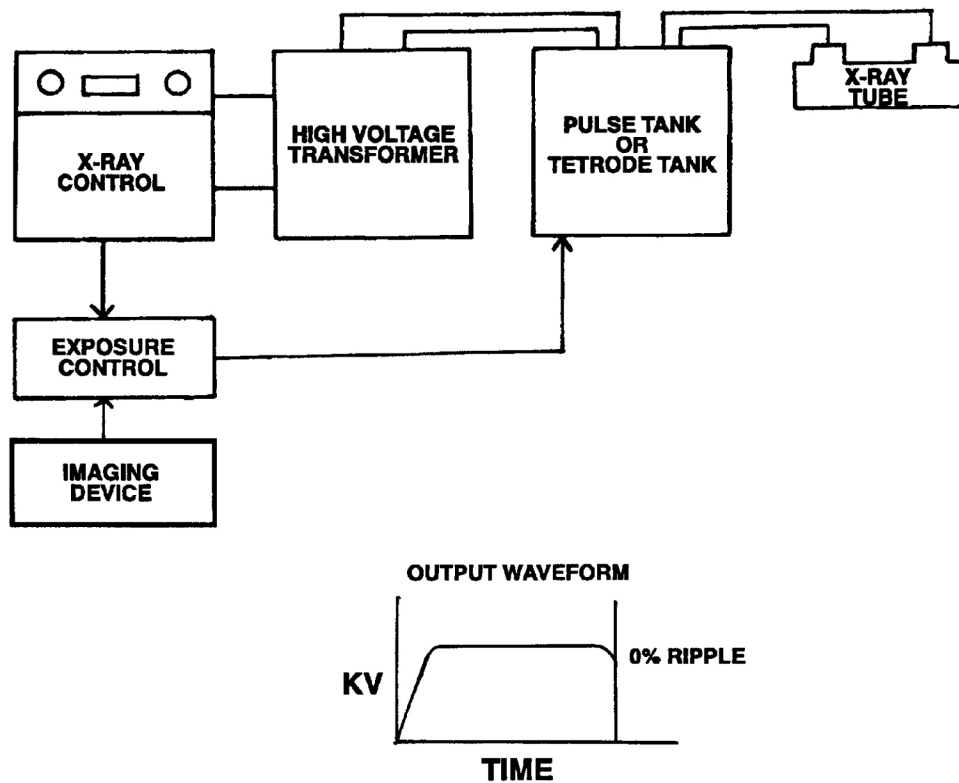 X-RAY
CONTROL
HIGH VOLTAGE
TRANSFORMER
PULSE TANK
OR
TETRODE TANK
X-RAY
TUBE
EXPOSURE
CONTROL
IMAGING
DEVICE
OUTPUT WAVEFORM
KV
0% RIPPLE
TIME